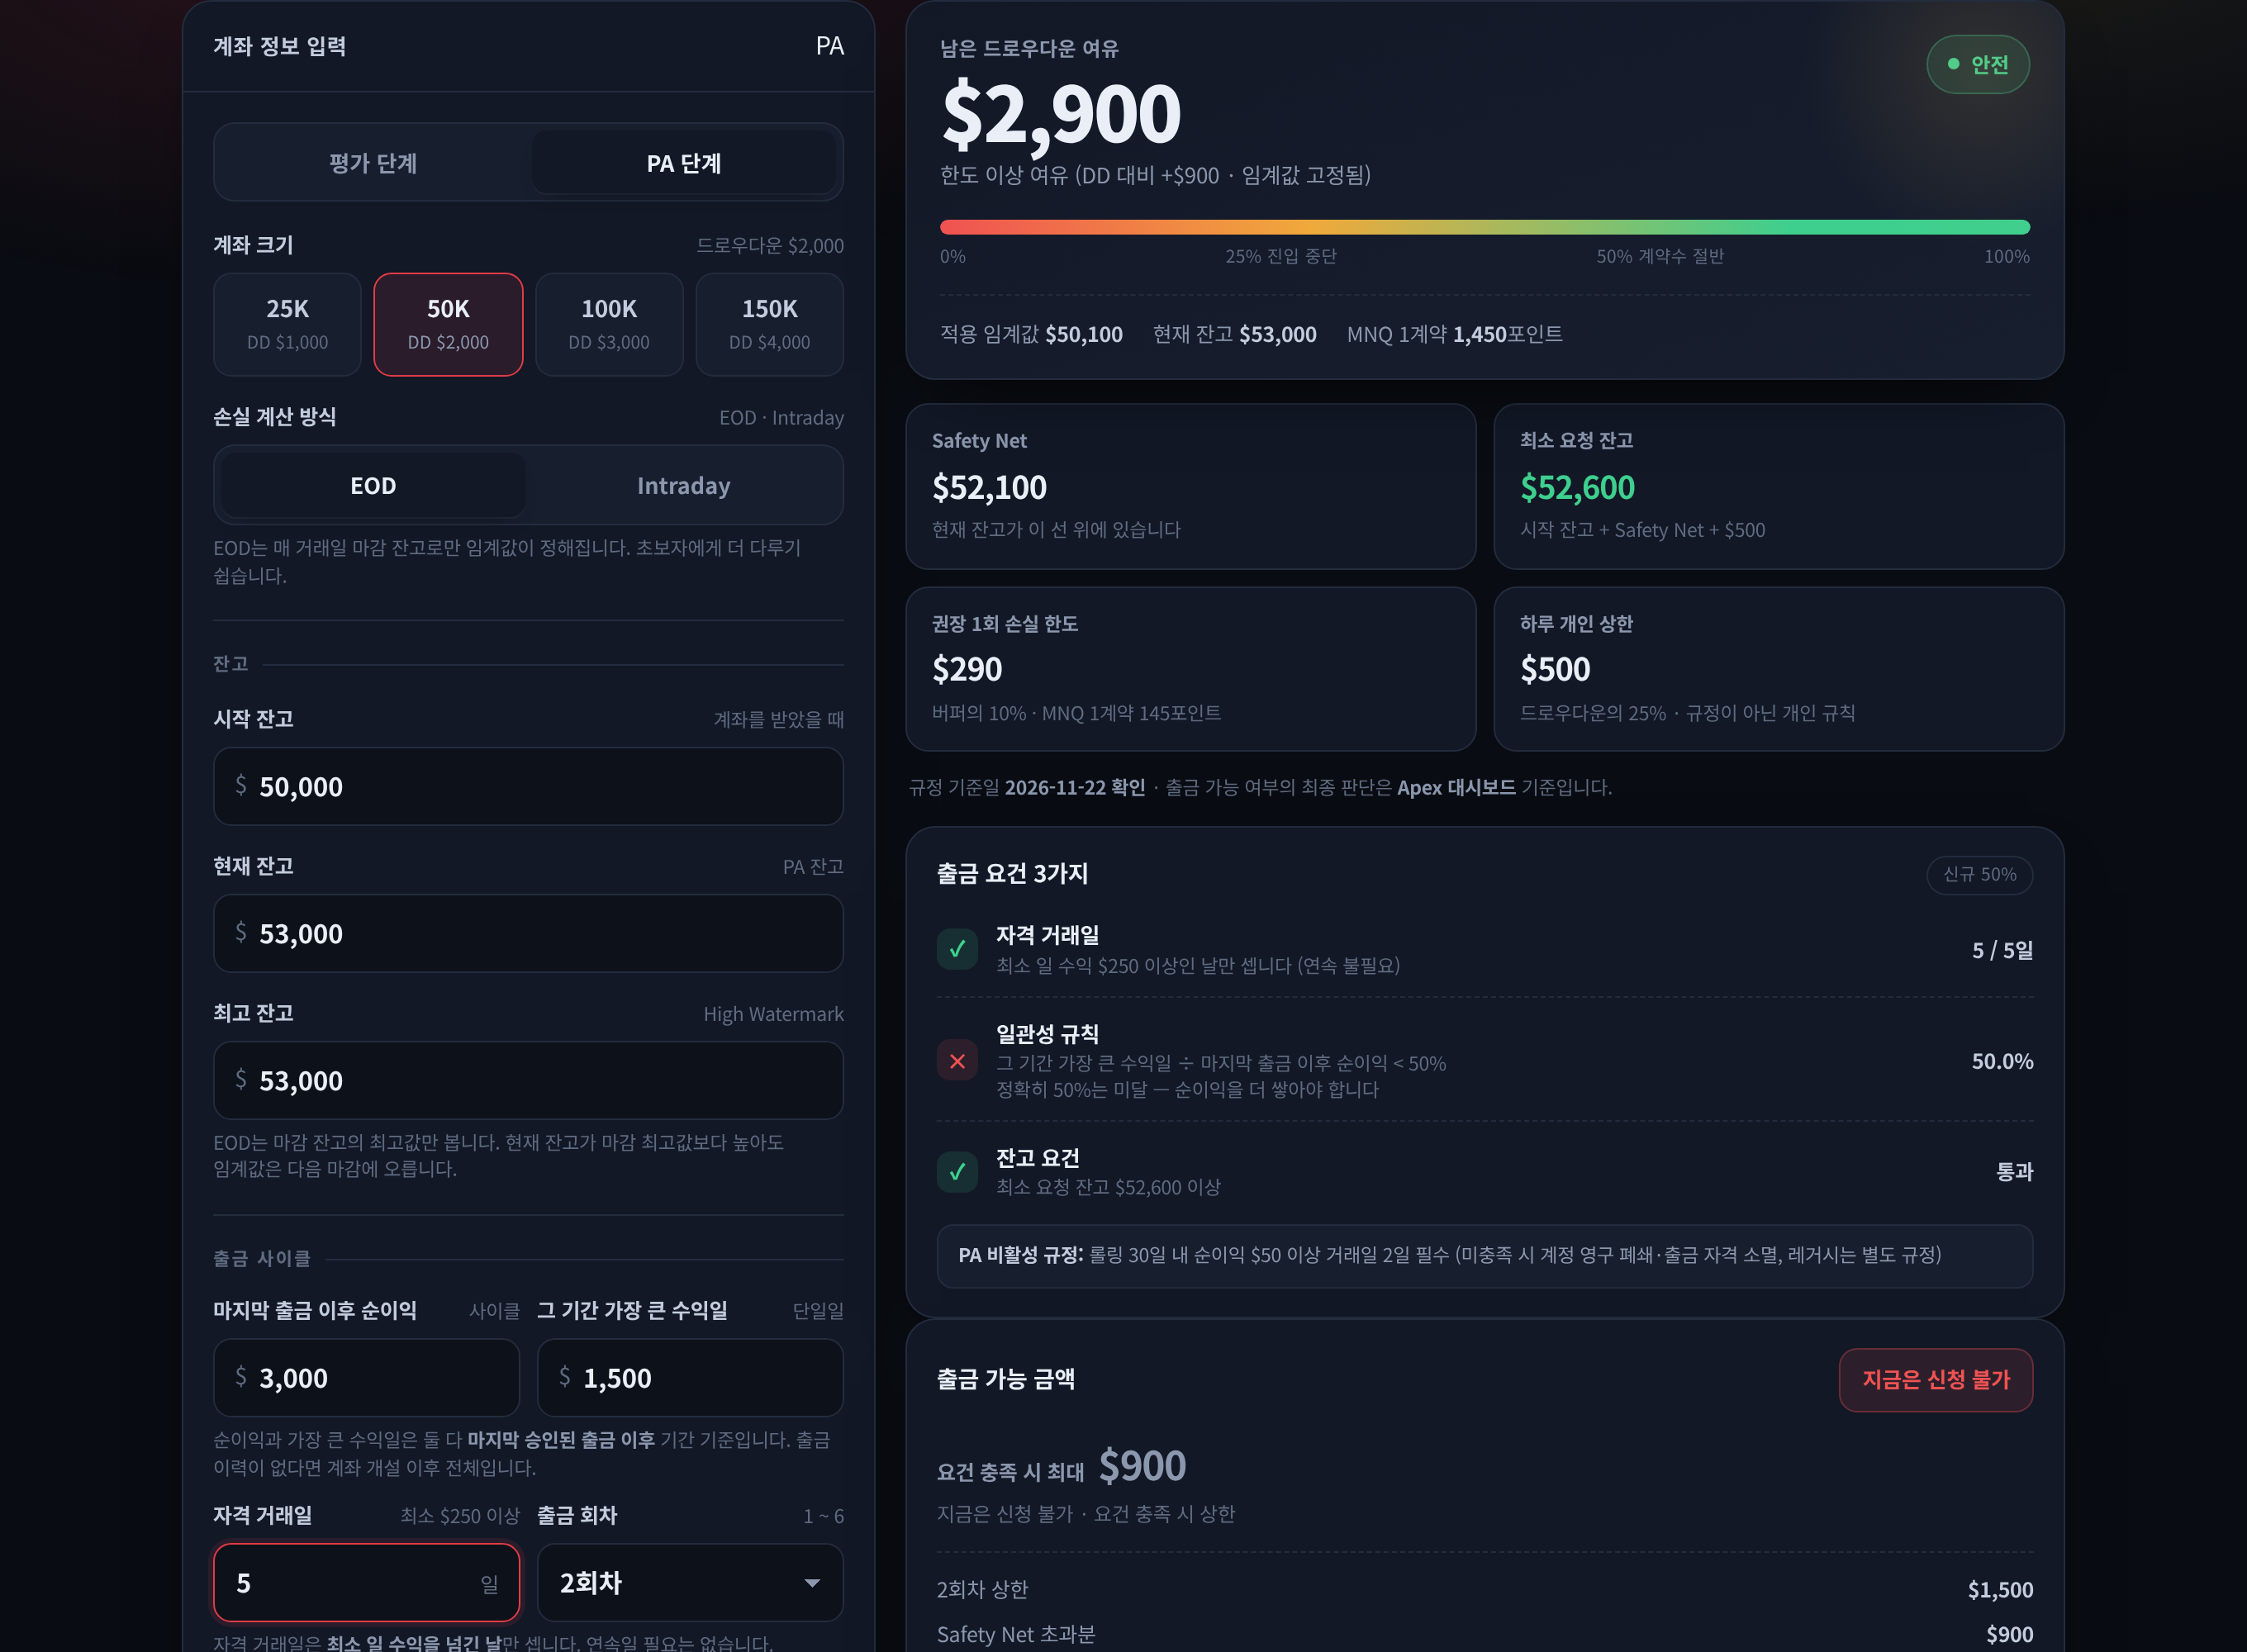 계좌 정보 입력
PA
평가 단계
PA 단계
계좌 크기
드로우다운 $2,000
25K
DD $1,000
50K
DD $2,000
100K
DD $3,000
150K
DD $4,000
손실 계산 방식
EOD · Intraday
EOD
Intraday
EOD는 매 거래일 마감 잔고로만 임계값이 정해집니다. 초보자에게 더 다루기
쉽습니다.
잔고
시작 잔고
계좌를 받았을 때
$ 50,000
현재 잔고
PA 잔고
$ 53,000
최고 잔고
High Watermark
$ 53,000
EOD는 마감 잔고의 최고값만 봅니다. 현재 잔고가 마감 최고값보다 높아도
임계값은 다음 마감에 오릅니다.
출금 사이클
마지막 출금 이후 순이익
사이클
그 기간 가장 큰 수익일
단일일
$ 3,000
$ 1,500
순이익과 가장 큰 수익일은 둘 다 마지막 승인된 출금 이후 기간 기준입니다. 출금
이력이 없다면 계좌 개설 이후 전체입니다.
자격 거래일
최소 $250 이상
출금 회차
1 ~ 6
5 일
2회차
자격 거래일은 최소 일 수익을 넘긴 날만 셉니다. 연속일 필요는 없습니다.
남은 드로우다운 여유
안전
$2,900
한도 이상 여유 (DD 대비 +$900 · 임계값 고정됨)
0%
25% 진입 중단
50% 계약수 절반
100%
적용 임계값 $50,100
현재 잔고 $53,000
MNQ 1계약 1,450포인트
Safety Net
$52,100
현재 잔고가 이 선 위에 있습니다
최소 요청 잔고
$52,600
시작 잔고 + Safety Net + $500
권장 1회 손실 한도
$290
버퍼의 10% · MNQ 1계약 145포인트
하루 개인 상한
$500
드로우다운의 25% · 규정이 아닌 개인 규칙
규정 기준일 2026-11-22 확인 · 출금 가능 여부의 최종 판단은 Apex 대시보드 기준입니다.
출금 요건 3가지
신규 50%
자격 거래일
최소 일 수익 $250 이상인 날만 셉니다 (연속 불필요)
5 / 5일
일관성 규칙
그 기간 가장 큰 수익일 ÷ 마지막 출금 이후 순이익 < 50%
정확히 50%는 미달 — 순이익을 더 쌓아야 합니다
50.0%
잔고 요건
최소 요청 잔고 $52,600 이상
통과
PA 비활성 규정: 롤링 30일 내 순이익 $50 이상 거래일 2일 필수 (미충족 시 계정 영구 폐쇄·출금 자격 소멸, 레거시는 별도 규정)
출금 가능 금액
지금은 신청 불가
요건 충족 시 최대 $900
지금은 신청 불가 · 요건 충족 시 상한
2회차 상한
$1,500
Safety Net 초과분
$900